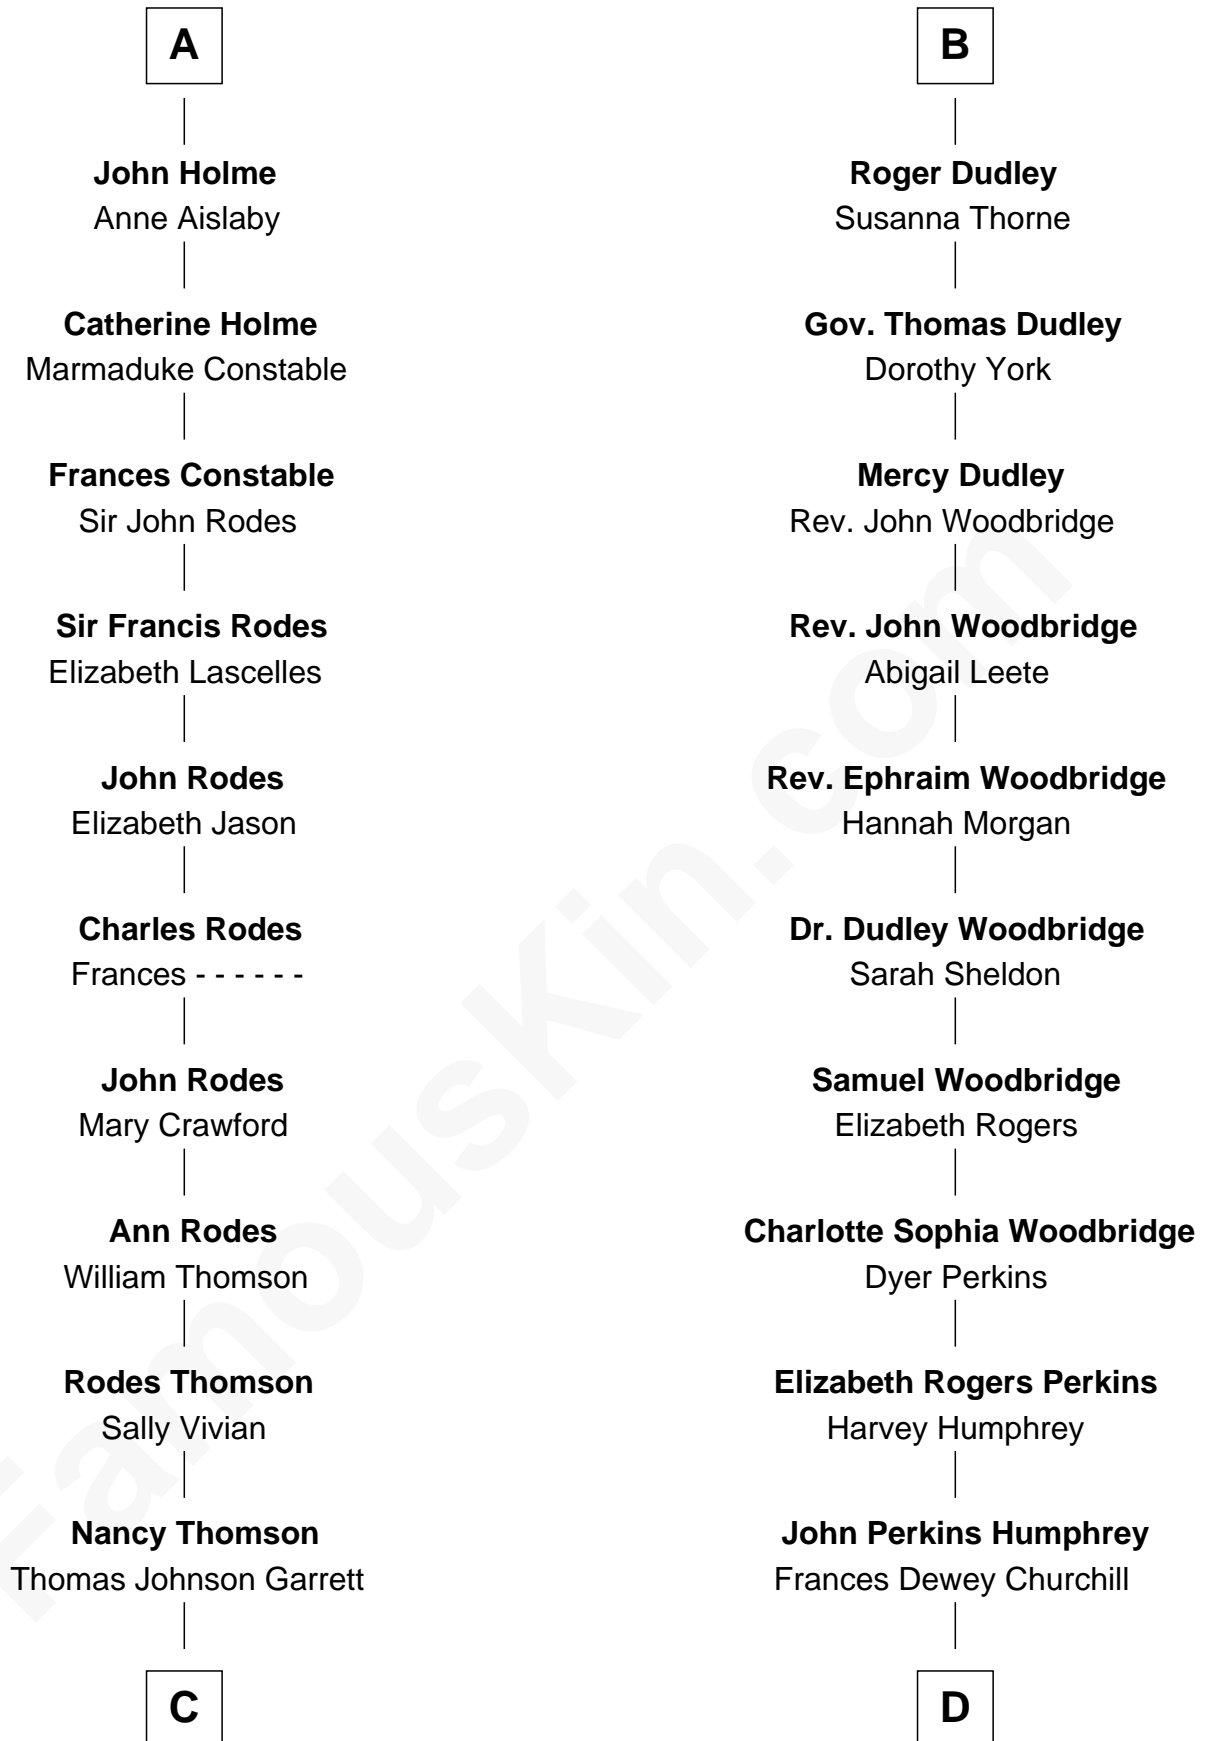 A
John Holme
Anne Aislaby
Catherine Holme
Marmaduke Constable
Frances Constable
Sir John Rodes
Sir Francis Rodes
Elizabeth Lascelles
John Rodes
Elizabeth Jason
Charles Rodes
Frances - - - - - -
John Rodes
Mary Crawford
Ann Rodes
William Thomson
Rodes Thomson
Sally Vivian
Nancy Thomson
Thomas Johnson Garrett
C
B
Roger Dudley
Susanna Thorne
Gov. Thomas Dudley
Dorothy York
Mercy Dudley
Rev. John Woodbridge
Rev. John Woodbridge
Abigail Leete
Rev. Ephraim Woodbridge
Hannah Morgan
Dr. Dudley Woodbridge
Sarah Sheldon
Samuel Woodbridge
Elizabeth Rogers
Charlotte Sophia Woodbridge
Dyer Perkins
Elizabeth Rogers Perkins
Harvey Humphrey
John Perkins Humphrey
Frances Dewey Churchill
D
FamousKin.com